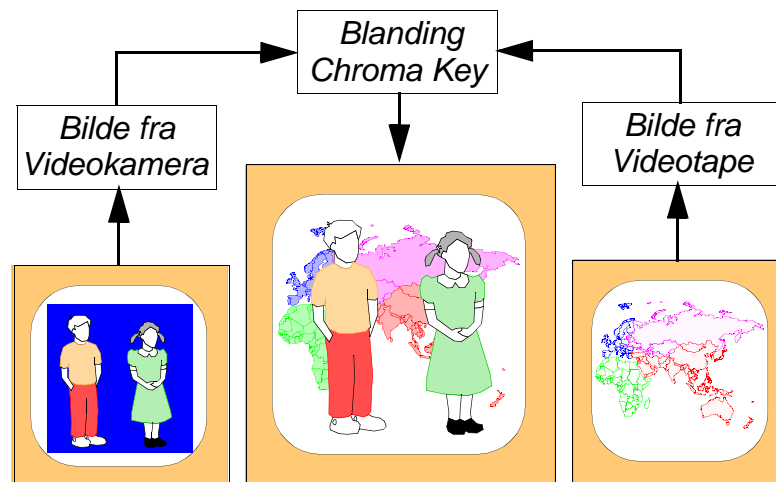 Blanding
Chroma Key
Bilde fra
Videokamera
Bilde fra
Videotape